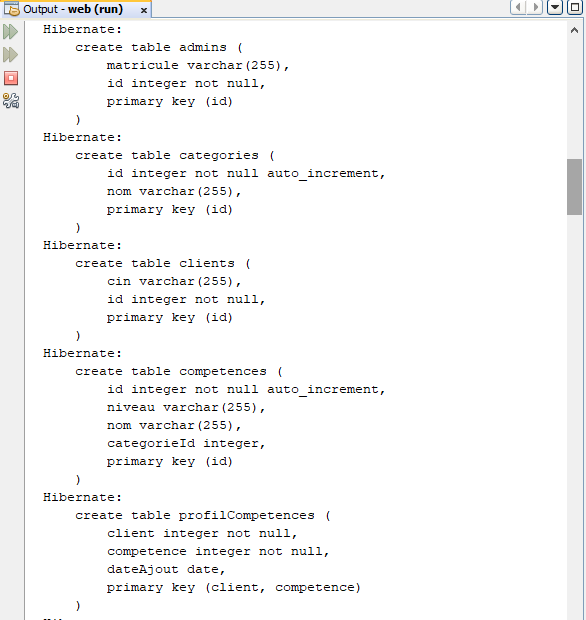 Output - web (run)
Hibernate:
    create table admins (
        matricule varchar(255),
        id integer not null,
        primary key (id)
    )
Hibernate:
    create table categories (
        id integer not null auto_increment,
        nom varchar(255),
        primary key (id)
    )
Hibernate:
    create table clients (
        cin varchar(255),
        id integer not null,
        primary key (id)
    )
Hibernate:
    create table competences (
        id integer not null auto_increment,
        niveau varchar(255),
        nom varchar(255),
        categorieId integer,
        primary key (id)
    )
Hibernate:
    create table profilCompetences (
        client integer not null,
        competence integer not null,
        dateAjout date,
        primary key (client, competence)
    )